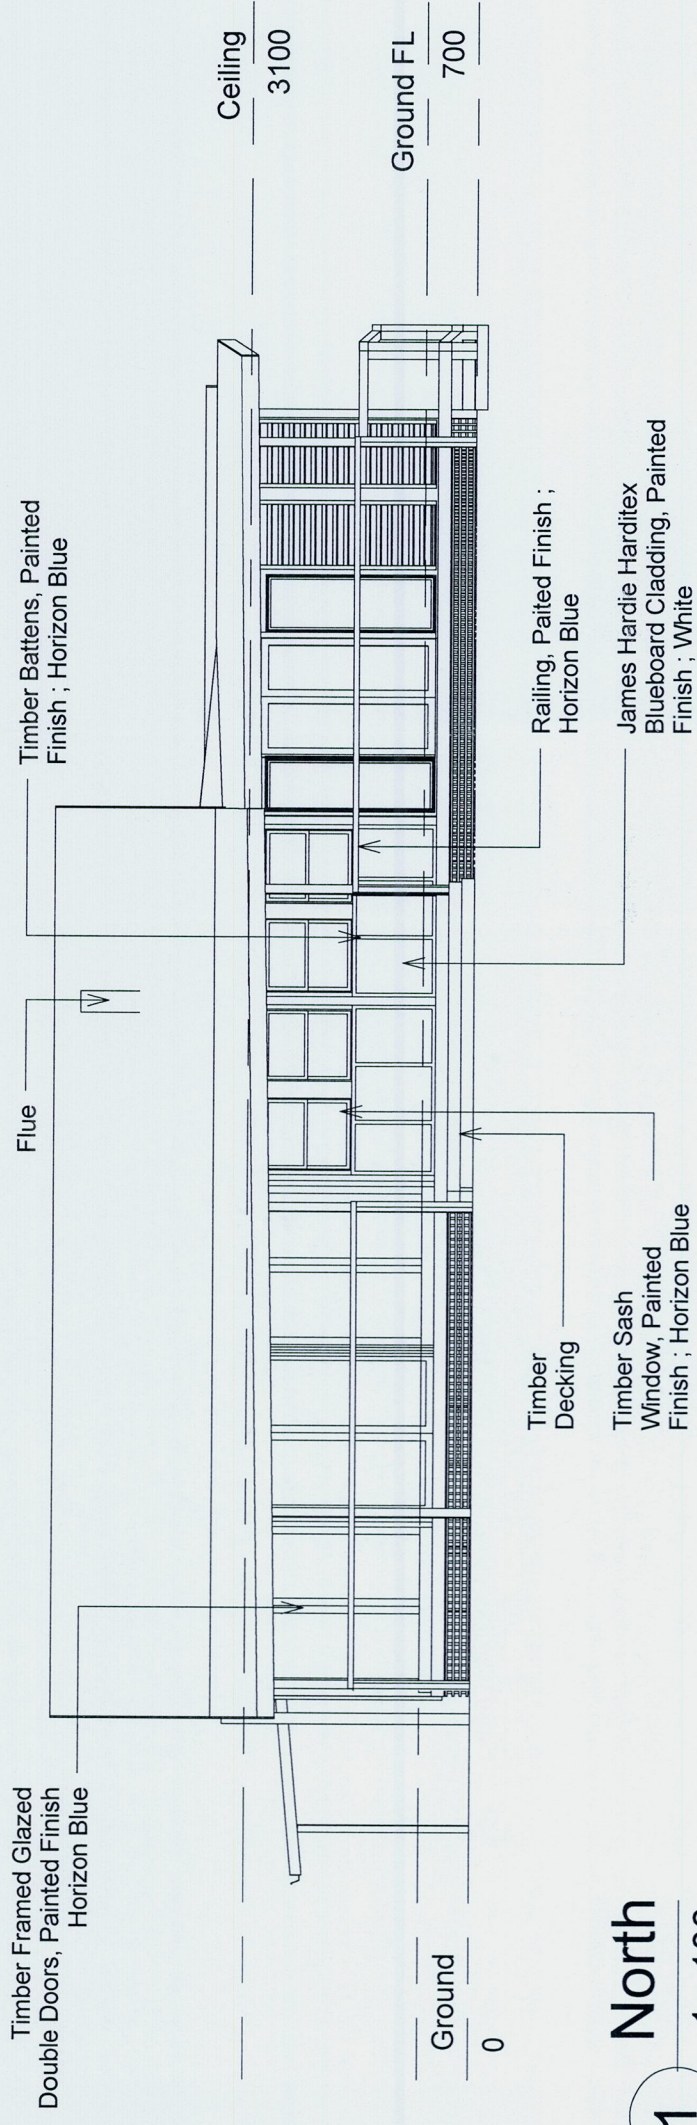 Timber Framed Glazed
Double Doors, Painted Finish
Horizon Blue
Flue
Timber Battens, Painted
Finish ; Horizon Blue
Ceiling
3100
Ground FL
700
Ground
0
Timber
Decking
Timber Sash
Window, Painted
Finish ; Horizon Blue
Railing, Paited Finish ;
Horizon Blue
James Hardie Harditex
Blueboard Cladding, Painted
Finish ; White
1
North